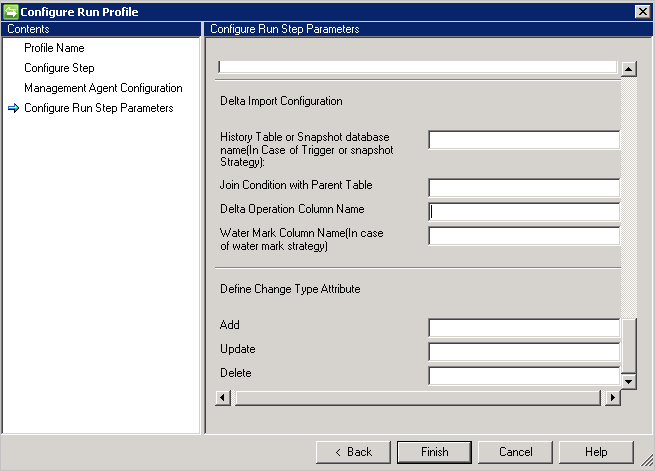 Configure Run Profile
Contents
Configure Run Step Parameters
Profile Name
Configure Step
Management Agent Configuration
Configure Run Step Parameters
Delta Import Configuration
History Table or Snapshot database
name(In Case of Trigger or snapshot
Strategy):
Join Condition with Parent Table
Delta Operation Column Name
Water Mark Column Name(In case
of water mark strategy)
Define Change Type Attribute
Add
Update
Delete
< Back
Finish
Cancel
Help